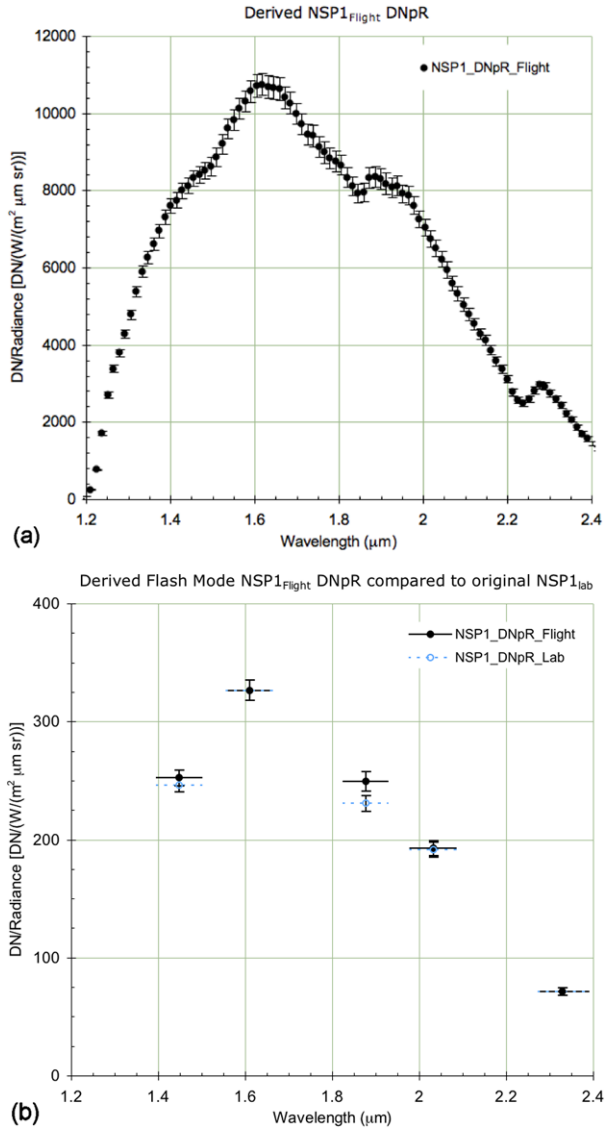 Derived NSP1Flight DNpR
12000
10000
8000
6000
4000
2000
0
DN/Radiance [DN/(W/(m² μm sr))]
NSP1_DNpR_Flight
1.2 1.4 1.6 1.8 2 2.2 2.4
Wavelength (μm)
(a)
Derived Flash Mode NSP1Flight DNpR compared to original NSP1lab
400
300
200
100
0
DN/Radiance [DN/(W/(m² μm sr))]
NSP1_DNpR_Flight
NSP1_DNpR_Lab
1.2 1.4 1.6 1.8 2.0 2.2 2.4
Wavelength (μm)
(b)